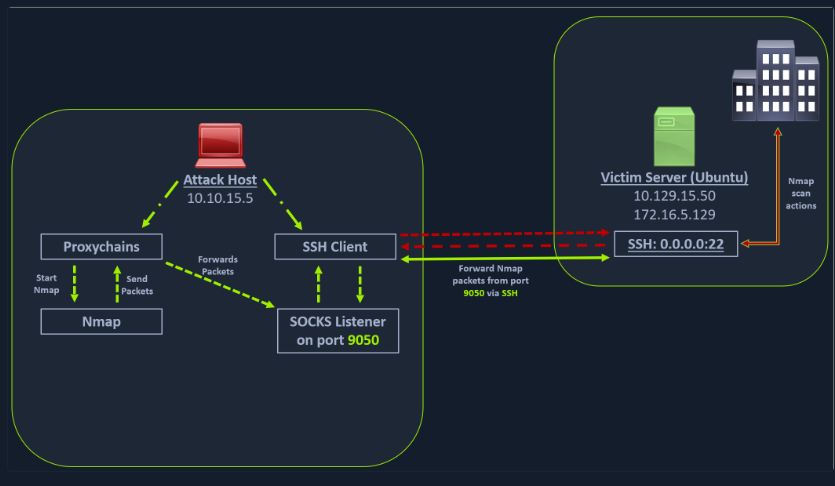 Attack Host
10.10.15.5
Proxychains
SSH Client
Forwards
Packets
Start
Nmap
Send
Packets
Nmap
SOCKS Listener
on port 9050
Forward Nmap
packets from port
9050 via SSH
Victim Server (Ubuntu)
10.129.15.50
172.16.5.129
SSH: 0.0.0.0:22
Nmap
scan
actions